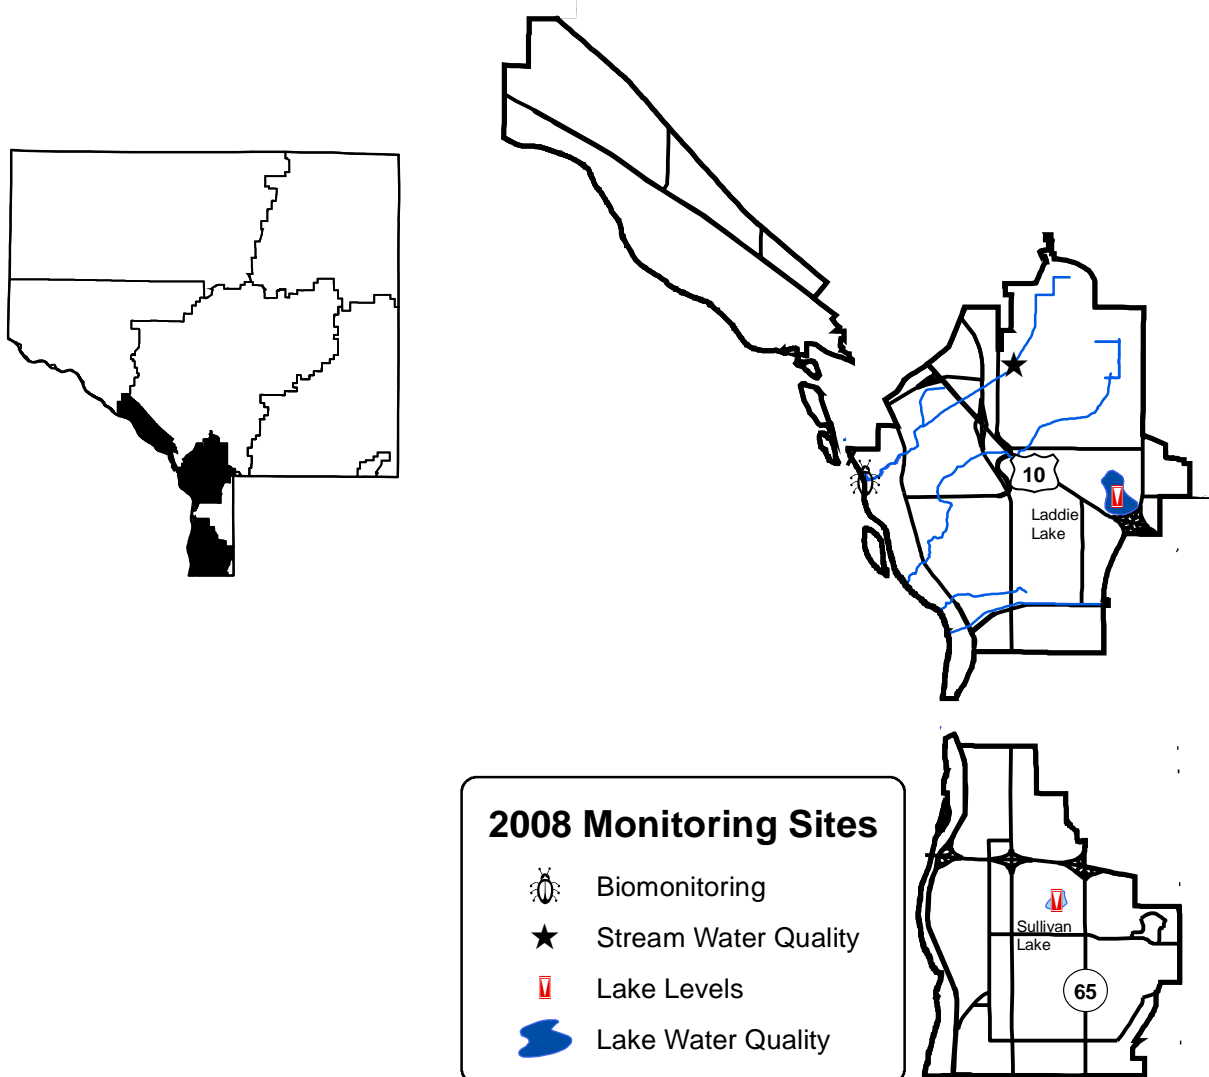 10
Laddie
Lake
2008 Monitoring Sites
Biomonitoring
Stream Water Quality
Lake Levels
Lake Water Quality
Sullivan
Lake
65